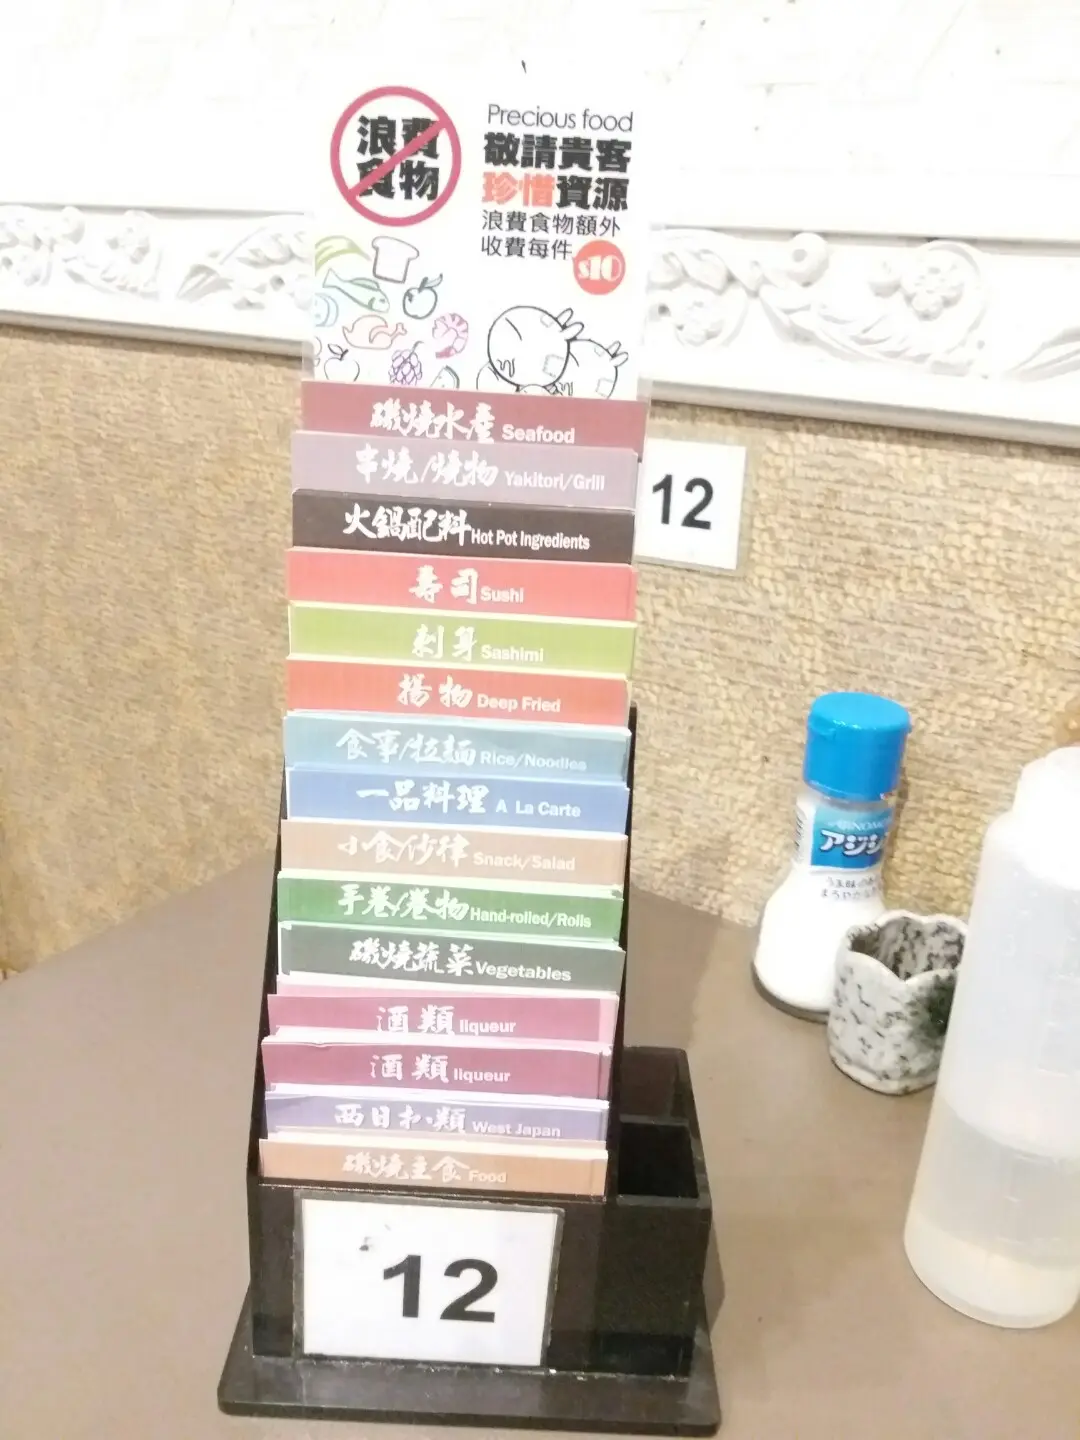 浪費
食物
Precious food
敬請貴客
珍惜資源
浪費食物額外
收費每件 $10
磯燒水產 Seafood
串燒/燒物 Yakitori/Grill
12
火鍋配料 Hot Pot Ingredients
壽司 Sushi
刺身 Sashimi
揚物 Deep Fried
食事/拉麵 Rice/Noodles
一品料理 A La Carte
小食/沙律 Snack/Salad
手卷/卷物 Hand-rolled/Rolls
磯燒蔬菜 Vegetables
酒類 liqueur
酒類 liqueur
西日本·類 West Japan
磯燒主食 Food
12
アジシ